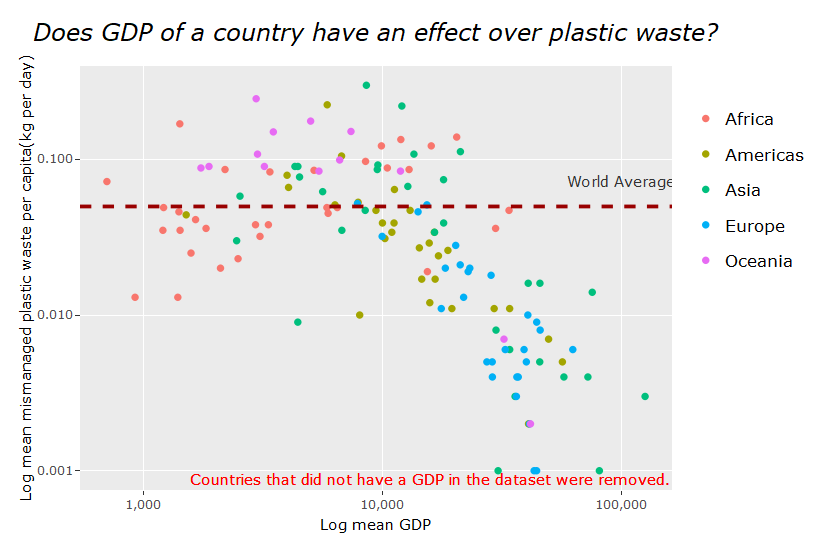 Does GDP of a country have an effect over plastic waste?
Log mean mismanaged plastic waste per capita(kg per day)
0.100
0.010
0.001
World Average
Countries that did not have a GDP in the dataset were removed.
1,000
10,000
100,000
Log mean GDP
Africa
Americas
Asia
Europe
Oceania